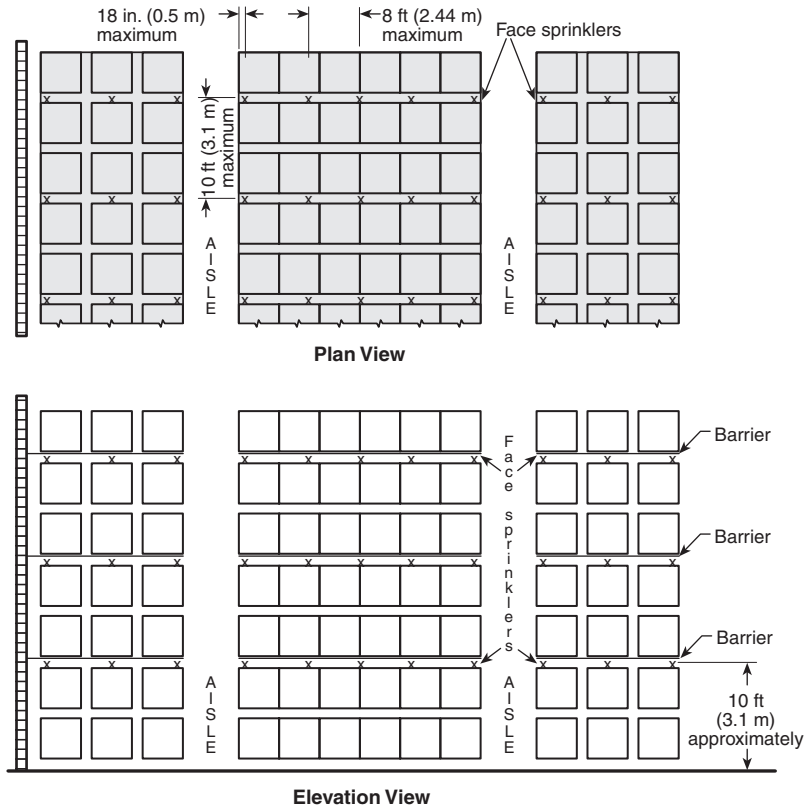 18 in. (0.5 m)
maximum
8 ft (2.44 m)
maximum
Face sprinklers
10 ft (3.1 m)
maximum
x x x x x x x x x x x
x x x x x x x x x x x
AISLE
AISLE
x x x x x x x x x x x
Plan View
Barrier
x x x x x x x x x x x
Face sprinklers
Barrier
x x x x x x x x x x x
Barrier
x x x x x x x x x x x
AISLE
AISLE
10 ft
(3.1 m)
approximately
Elevation View